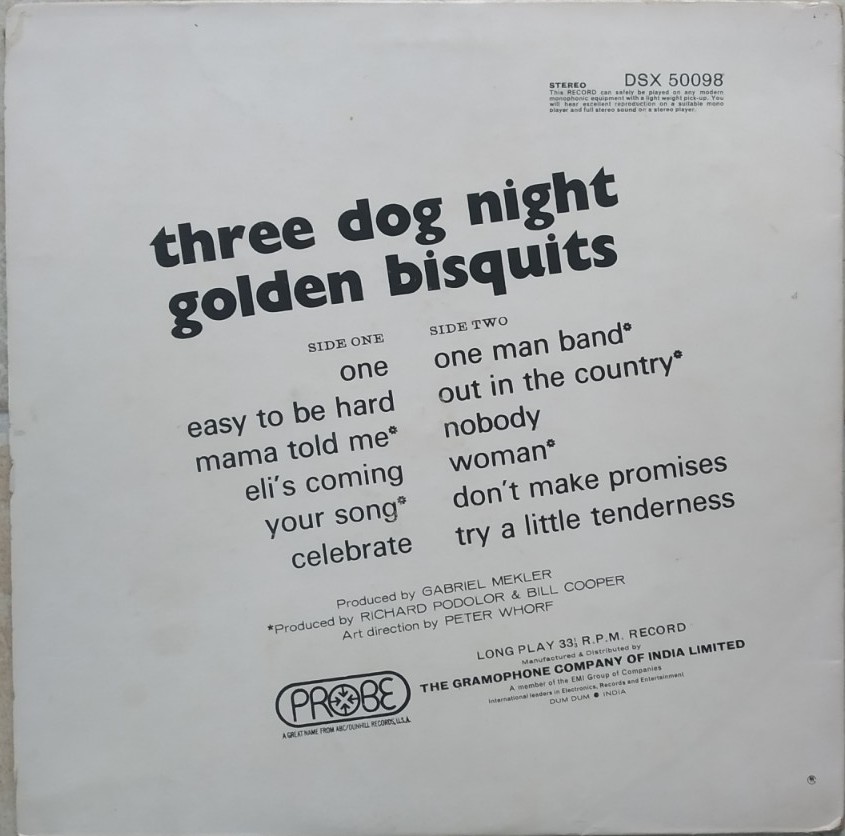 STEREO DSX 50098
This RECORD can safely be played on any modern
monophonic equipment with a light weight pick-up. You
will hear excellent reproduction on a suitable mono
player and full stereo sound on a stereo player.
three dog night
golden bisquits
SIDE ONE
one
easy to be hard
mama told me*
eli's coming
your song*
celebrate
SIDE TWO
one man band*
out in the country*
nobody
woman*
don't make promises
try a little tenderness
Produced by GABRIEL MEKLER
*Produced by RICHARD PODOLOR & BILL COOPER
Art direction by PETER WHORF
PROBE
A GREAT NAME FROM ABC/DUNHILL RECORDS, U.S.A.
LONG PLAY 33⅓ R.P.M. RECORD
Manufactured & Distributed by
THE GRAMOPHONE COMPANY OF INDIA LIMITED
A member of the EMI Group of Companies
International leaders in Electronics, Records and Entertainment
DUM DUM ● INDIA